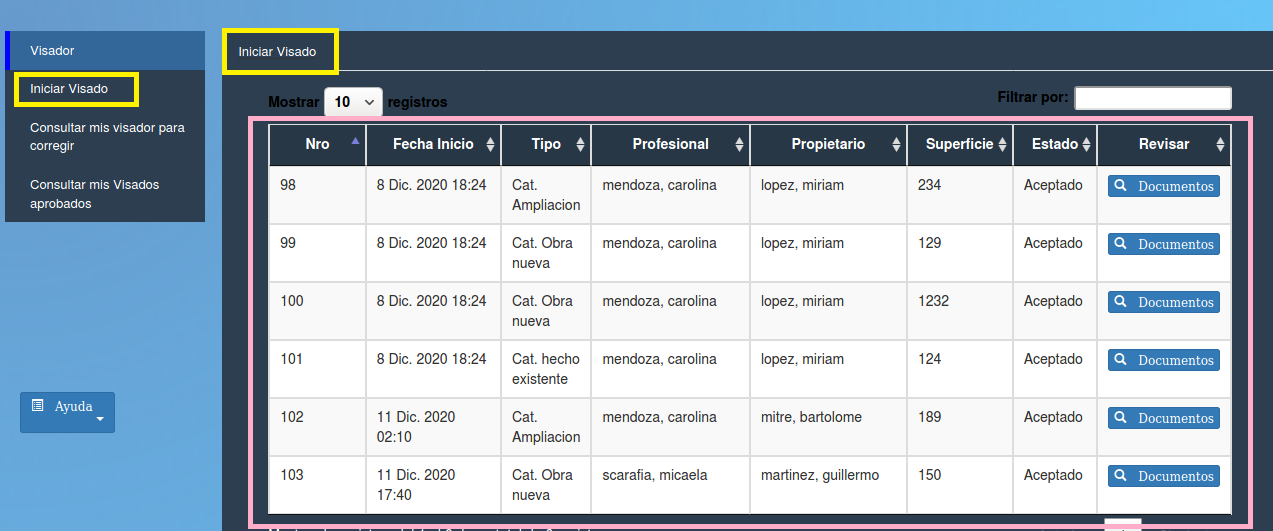 Visador
Iniciar Visado
Consultar mis visador para
corregir
Consultar mis Visados
aprobados
Ayuda
Iniciar Visado
Mostrar 10 registros
Filtrar por:
Nro Fecha Inicio Tipo Profesional Propietario Superficie Estado Revisar
98 8 Dic. 2020 18:24 Cat. mendoza, carolina lopez, miriam 234 Aceptado Documentos
Ampliacion
99 8 Dic. 2020 18:24 Cat. Obra mendoza, carolina lopez, miriam 129 Aceptado Documentos
nueva
100 8 Dic. 2020 18:24 Cat. Obra mendoza, carolina lopez, miriam 1232 Aceptado Documentos
nueva
101 8 Dic. 2020 18:24 Cat. hecho mendoza, carolina lopez, miriam 124 Aceptado Documentos
existente
102 11 Dic. 2020 Cat. mendoza, carolina mitre, bartolome 189 Aceptado Documentos
02:10 Ampliacion
103 11 Dic. 2020 Cat. Obra scarafia, micaela martinez, guillermo 150 Aceptado Documentos
17:40 nueva